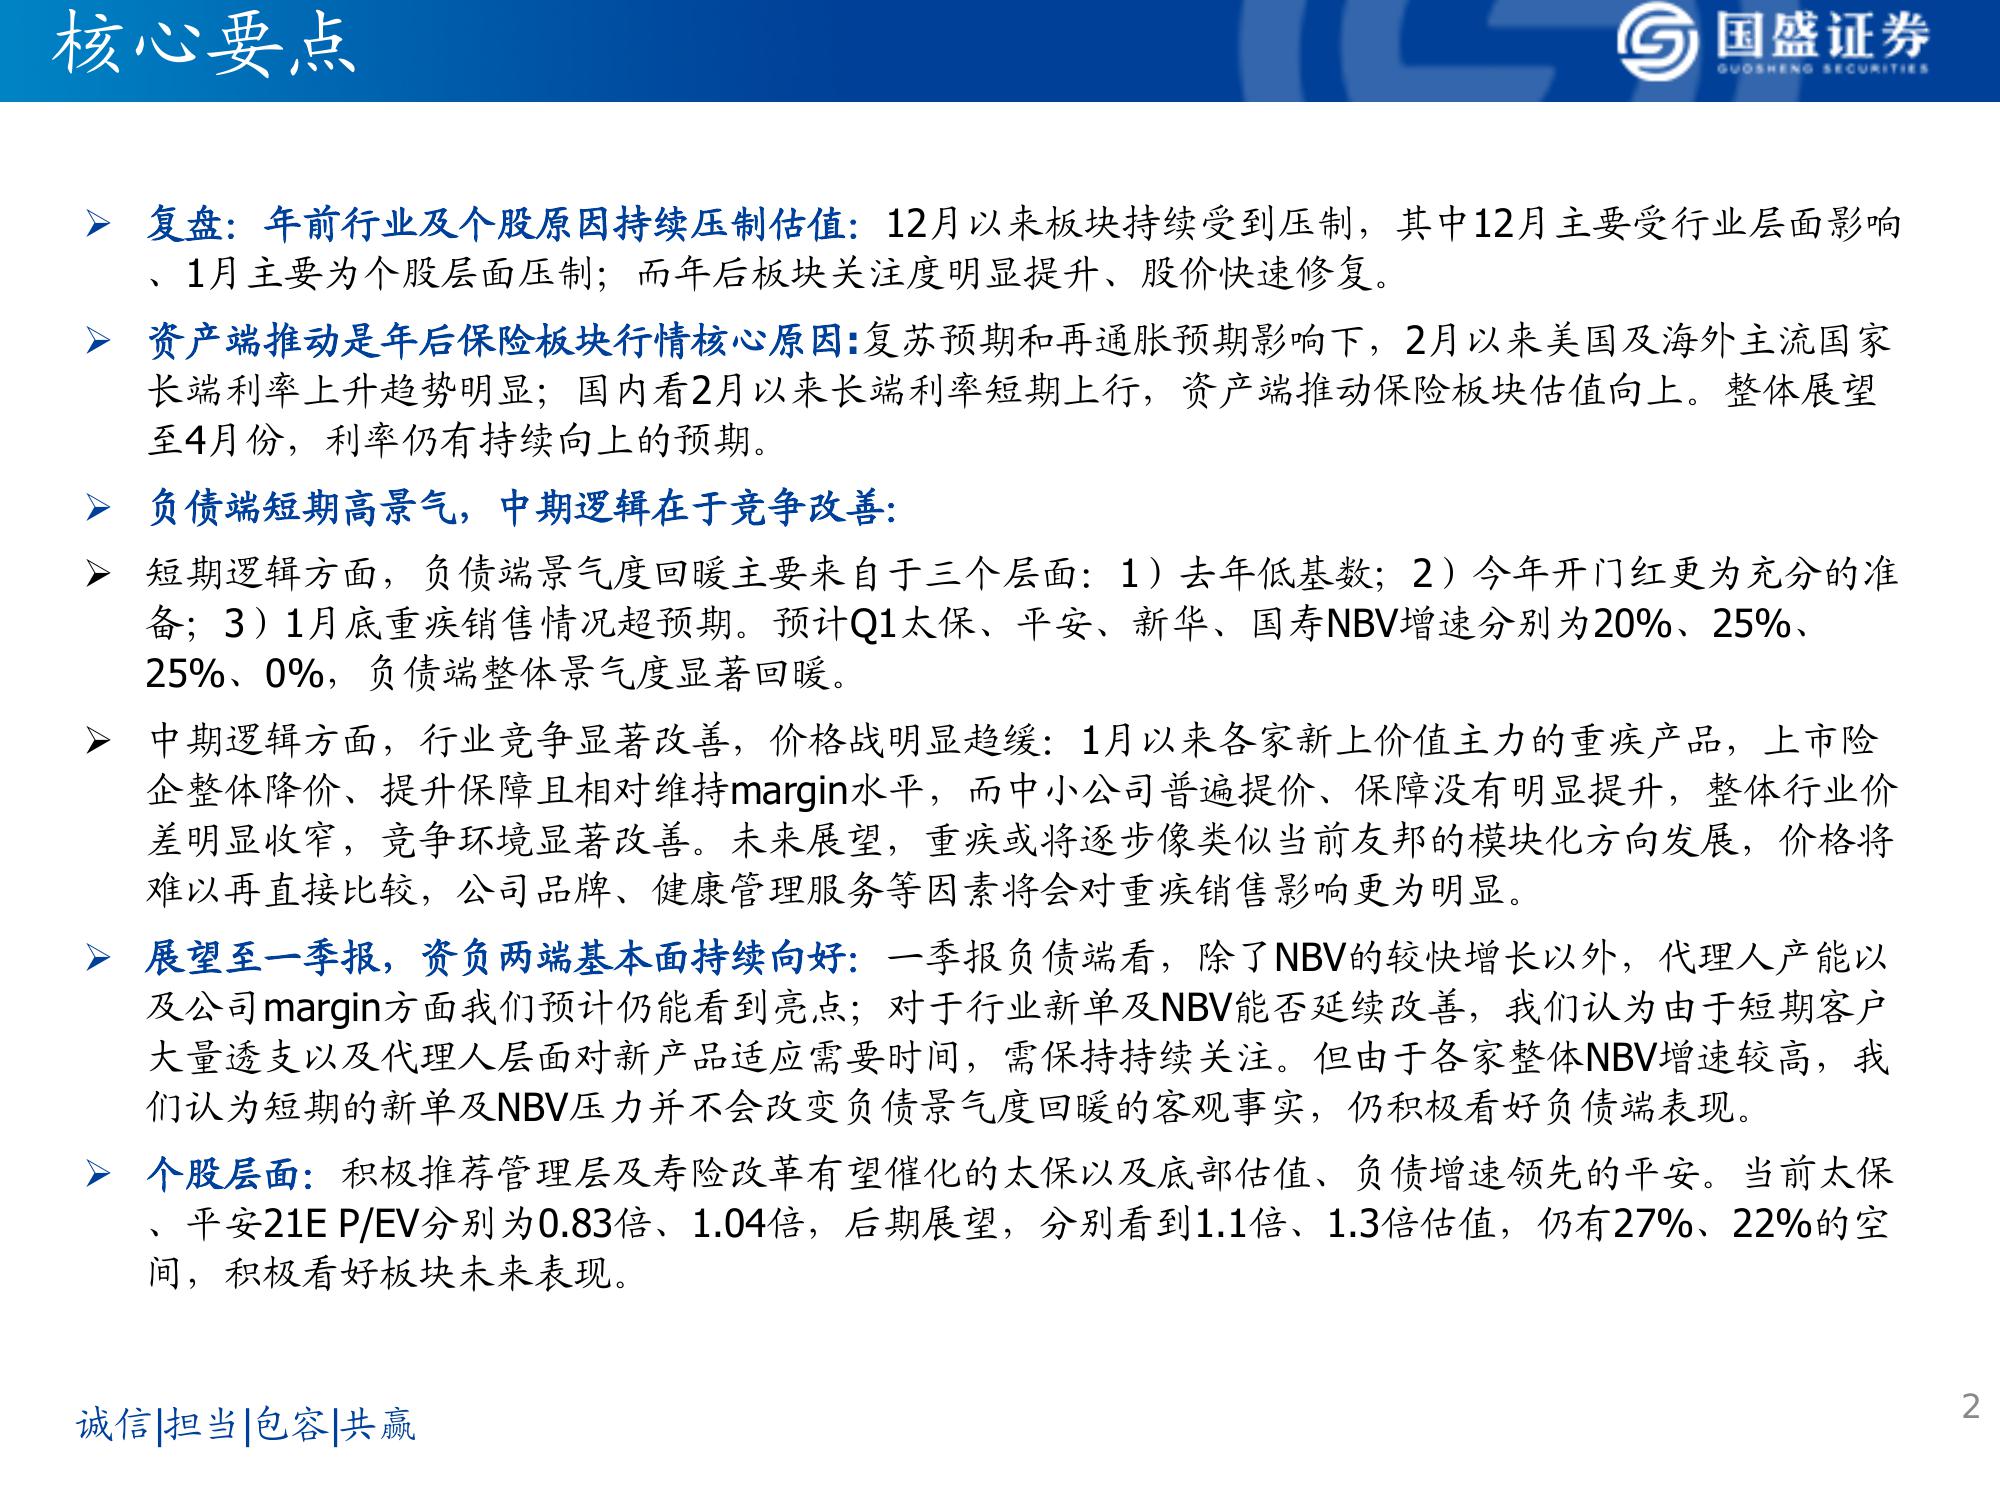 核心要点
国盛证券
GUOSHENG SECURITIES
➢ 复盘：年前行业及个股原因持续压制估值：12月以来板块持续受到压制，其中12月主要受行业层面影响
、1月主要为个股层面压制；而年后板块关注度明显提升、股价快速修复。
➢ 资产端推动是年后保险板块行情核心原因:复苏预期和再通胀预期影响下，2月以来美国及海外主流国家
长端利率上升趋势明显；国内看2月以来长端利率短期上行，资产端推动保险板块估值向上。整体展望
至4月份，利率仍有持续向上的预期。
➢ 负债端短期高景气，中期逻辑在于竞争改善：
➢ 短期逻辑方面，负债端景气度回暖主要来自于三个层面：1）去年低基数；2）今年开门红更为充分的准
备；3）1月底重疾销售情况超预期。预计Q1太保、平安、新华、国寿NBV增速分别为20%、25%、
25%、0%，负债端整体景气度显著回暖。
➢ 中期逻辑方面，行业竞争显著改善，价格战明显趋缓：1月以来各家新上价值主力的重疾产品，上市险
企整体降价、提升保障且相对维持margin水平，而中小公司普遍提价、保障没有明显提升，整体行业价
差明显收窄，竞争环境显著改善。未来展望，重疾或将逐步像类似当前友邦的模块化方向发展，价格将
难以再直接比较，公司品牌、健康管理服务等因素将会对重疾销售影响更为明显。
➢ 展望至一季报，资负两端基本面持续向好：一季报负债端看，除了NBV的较快增长以外，代理人产能以
及公司margin方面我们预计仍能看到亮点；对于行业新单及NBV能否延续改善，我们认为由于短期客户
大量透支以及代理人层面对新产品适应需要时间，需保持持续关注。但由于各家整体NBV增速较高，我
们认为短期的新单及NBV压力并不会改变负债景气度回暖的客观事实，仍积极看好负债端表现。
➢ 个股层面：积极推荐管理层及寿险改革有望催化的太保以及底部估值、负债增速领先的平安。当前太保
、平安21E P/EV分别为0.83倍、1.04倍，后期展望，分别看到1.1倍、1.3倍估值，仍有27%、22%的空
间，积极看好板块未来表现。
诚信|担当|包容|共赢
2